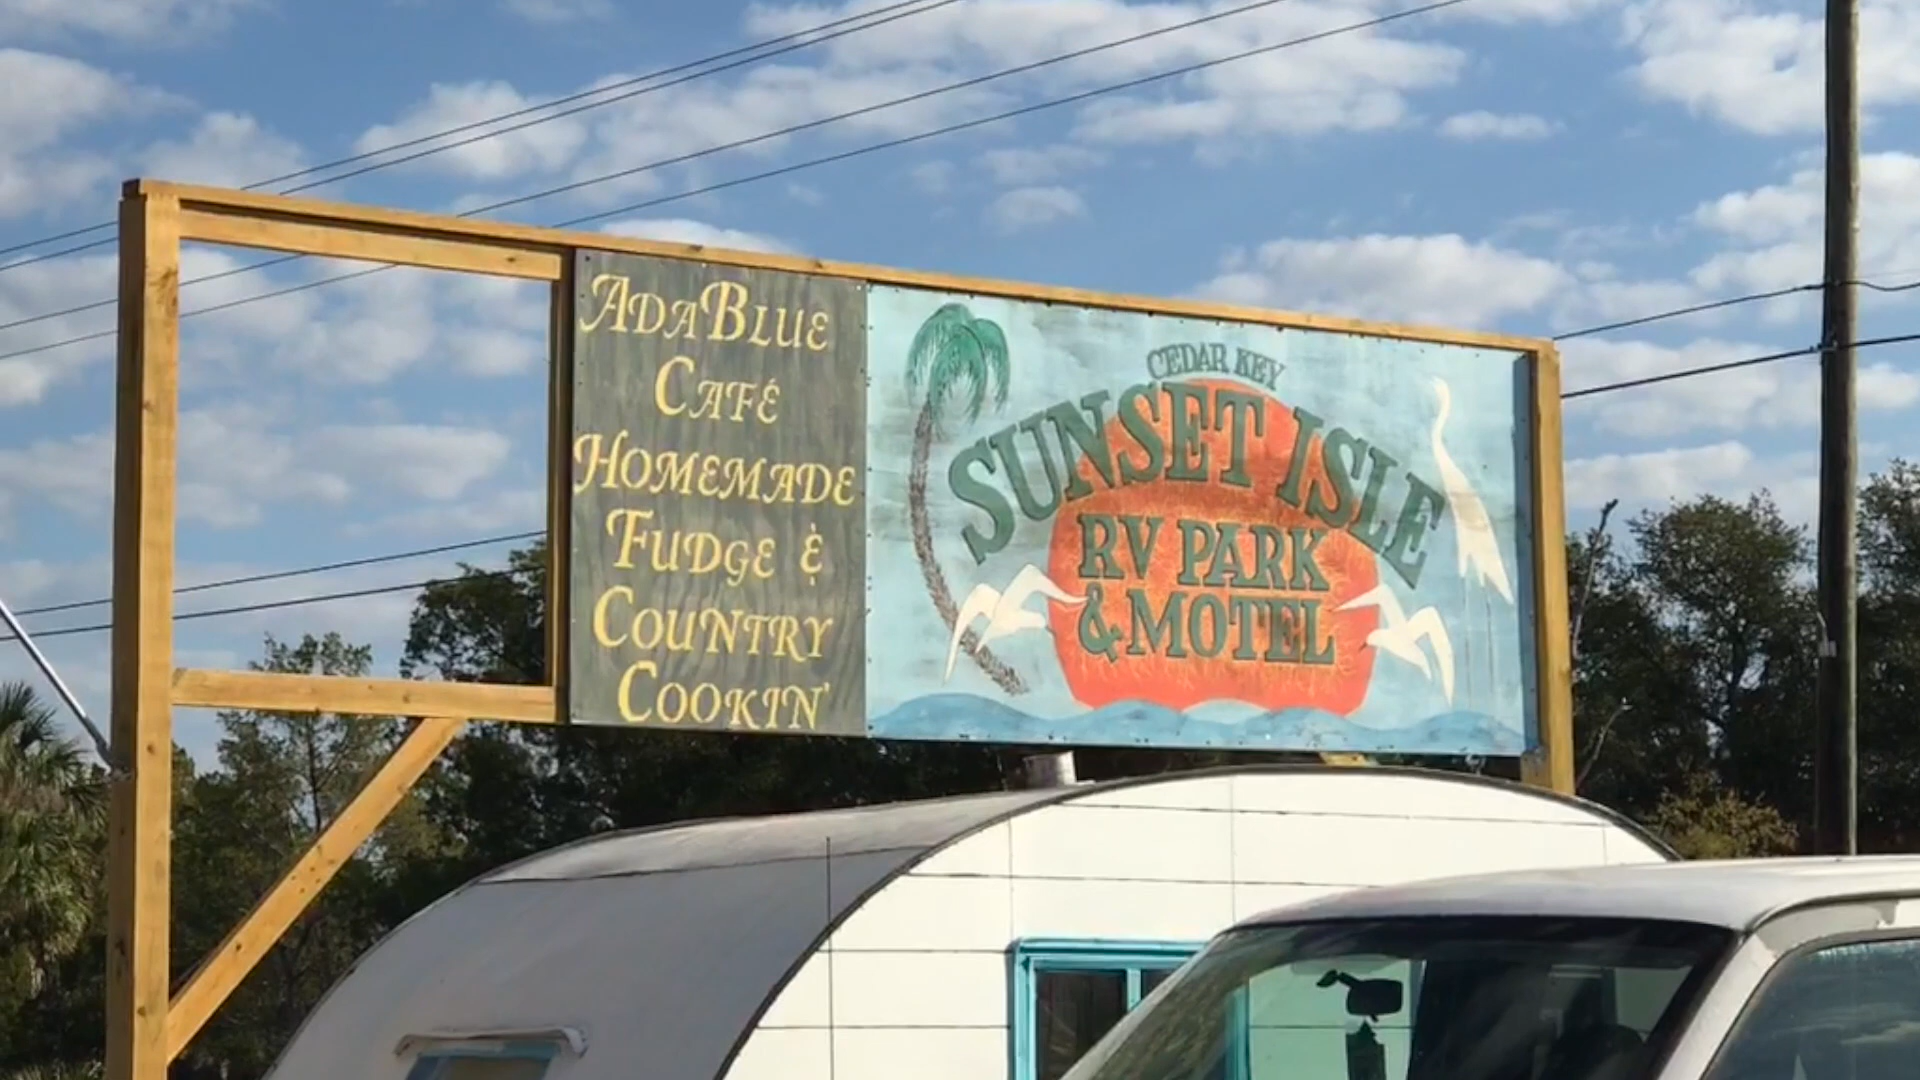 AdaBlue
Café
Homemade
Fudge &
Country
Cookin'
CEDAR KEY
SUNSET ISLE
RV PARK
& MOTEL